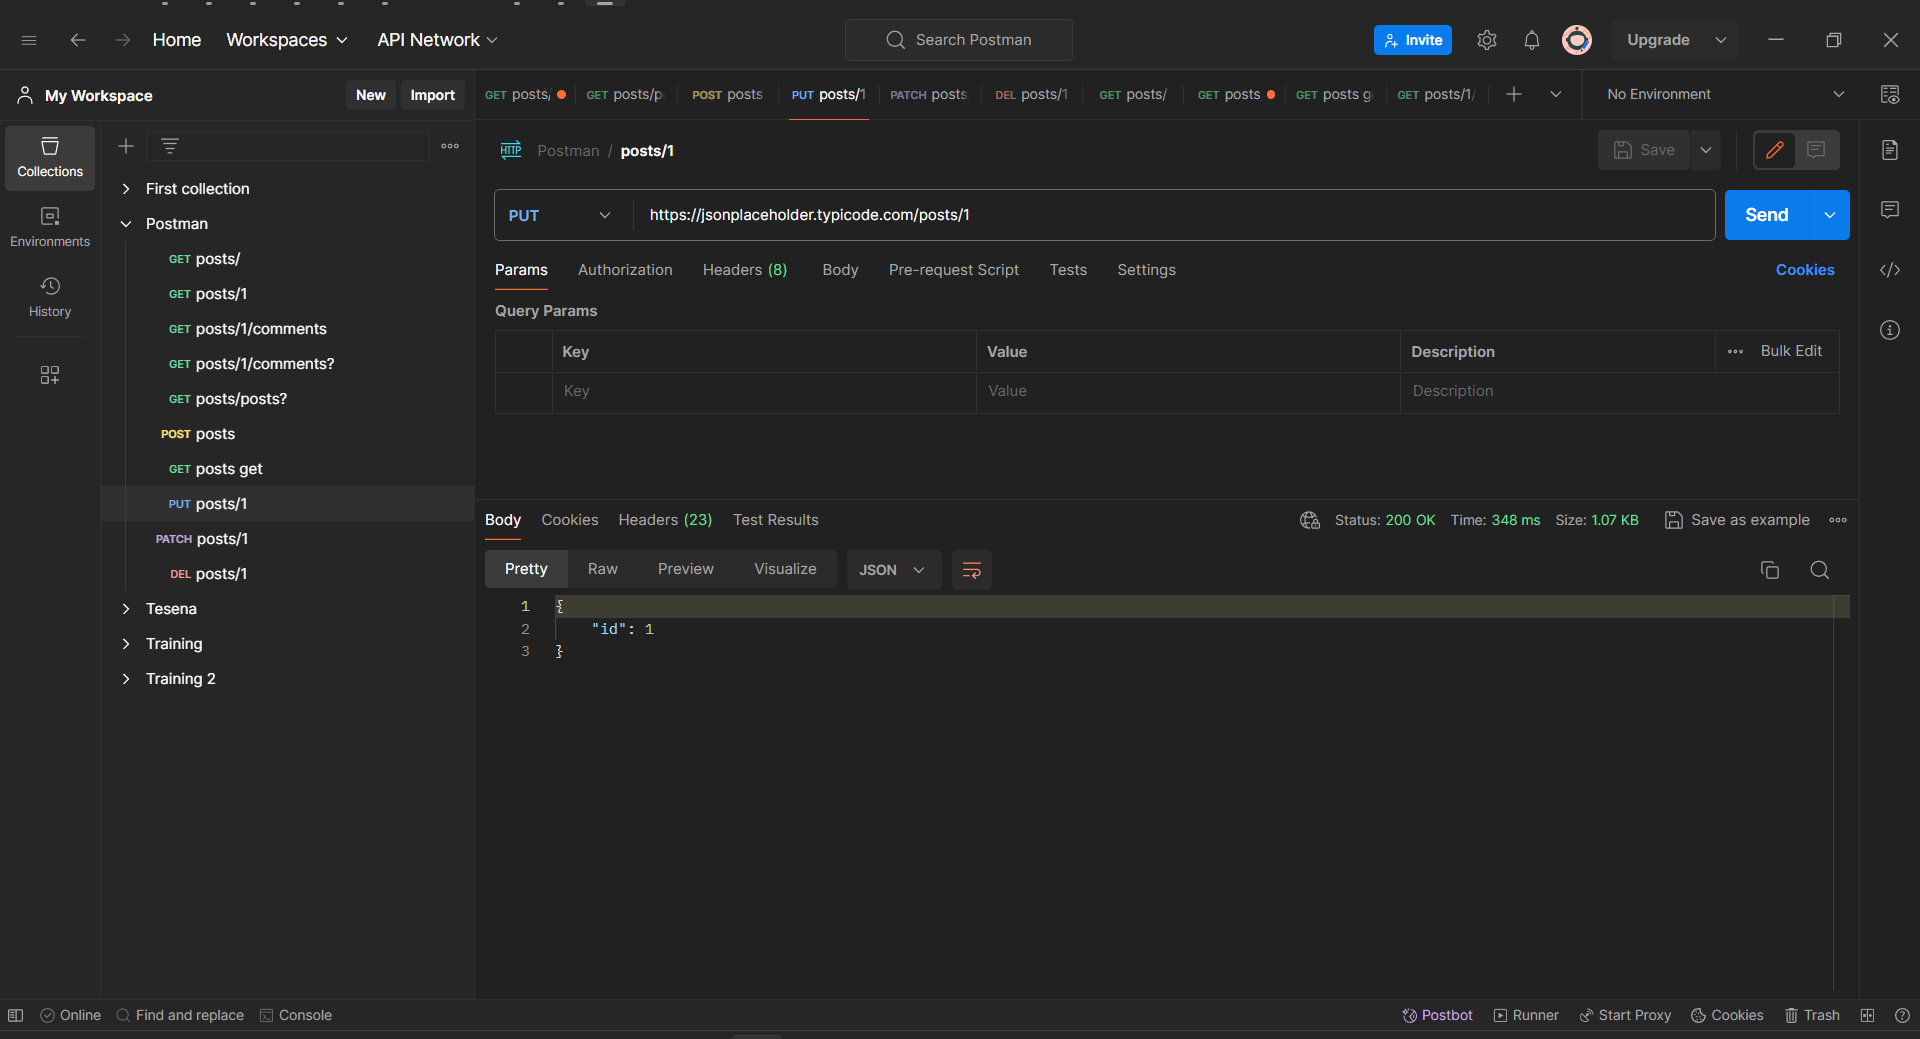 Home Workspaces API Network Search Postman Invite Upgrade
My Workspace New Import GET posts/ GET posts/p POST posts PUT posts/1 PATCH posts DEL posts/1 GET posts/ GET posts GET posts g GET posts/1/ No Environment
HTTP Postman / posts/1 Save
Collections
Environments
History
First collection
Postman
GET posts/
GET posts/1
GET posts/1/comments
GET posts/1/comments?
GET posts/posts?
POST posts
GET posts get
PUT posts/1
PATCH posts/1
DEL posts/1
Tesena
Training
Training 2
PUT https://jsonplaceholder.typicode.com/posts/1 Send
Params Authorization Headers (8) Body Pre-request Script Tests Settings Cookies
Query Params
Key Value Description Bulk Edit
Key Value Description
Body Cookies Headers (23) Test Results Status: 200 OK Time: 348 ms Size: 1.07 KB Save as example
Pretty Raw Preview Visualize JSON
1 {
2 "id": 1
3 }
Online Find and replace Console Postbot Runner Start Proxy Cookies Trash